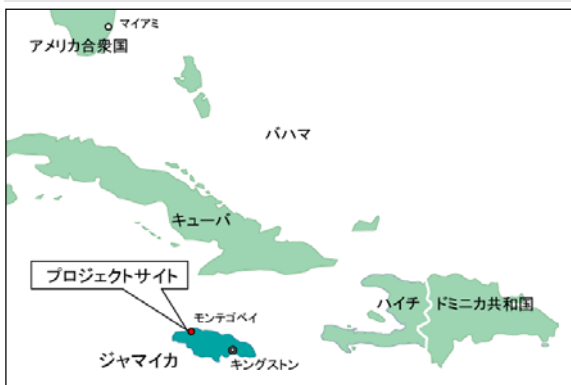 マイアミ
アメリカ合衆国
バハマ
キューバ
プロジェクトサイト
ハイチ
ドミニカ共和国
モンテゴベイ
ジャマイカ
キングストン